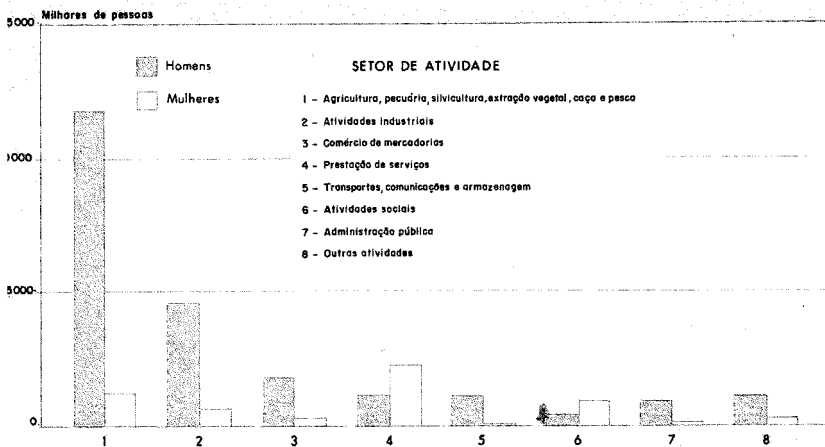 Milhares de pessoas
5000
Homens
Mulheres
SETOR DE ATIVIDADE
1 - Agricultura, pecuária, silvicultura, extração vegetal, caça e pesca
2 - Atividades industriais
3 - Comércio de mercadorias
4 - Prestação de serviços
5 - Transportes, comunicações e armazenagem
6 - Atividades sociais
7 - Administração pública
8 - Outras atividades
0000
5000
0
1 2 3 4 5 6 7 8